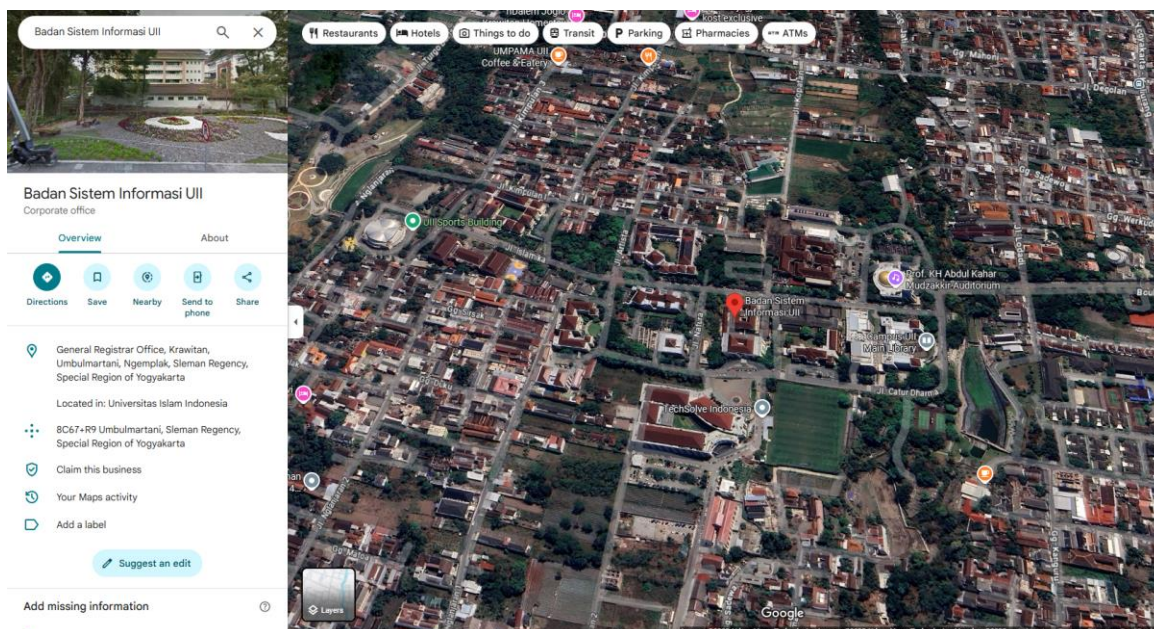 Badan Sistem Informasi UII
Badan Sistem Informasi UII
Corporate office
Overview
About
Directions
Save
Nearby
Send to
phone
Share
General Registrar Office, Krawitan,
Umbulmartani, Ngemplak, Sleman Regency,
Special Region of Yogyakarta
Located in: Universitas Islam Indonesia
8C67+R9 Umbulmartani, Sleman Regency,
Special Region of Yogyakarta
Claim this business
Your Maps activity
Add a label
Suggest an edit
Add missing information
Restaurants
Hotels
Things to do
Transit
Parking
Pharmacies
ATMs
kost exclusive
UMPAMA UII
Coffee & Eatery
Gg. Mahoni
Jl. Degolan
UII Sports Building
Prof. KH Abdul Kahar
Mudzakkir-Auditorium
Badan Sistem
Informasi UII
Kampus UII
Main Library
Jl. Catur Dharma
TechSolve Indonesia
Layers
Google